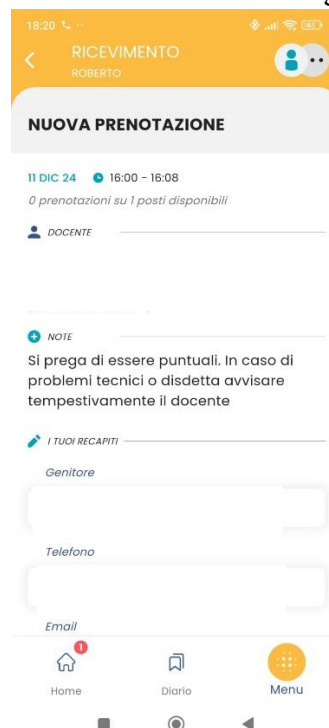 18:20
RICEVIMENTO
ROBERTO
NUOVA PRENOTAZIONE
11 DIC 24 16:00 - 16:08
0 prenotazioni su 1 posti disponibili
DOCENTE
NOTE
Si prega di essere puntuali. In caso di
problemi tecnici o disdetta avvisare
tempestivamente il docente
I TUOI RECAPITI
Genitore
Telefono
Email
1
Home Diario Menu